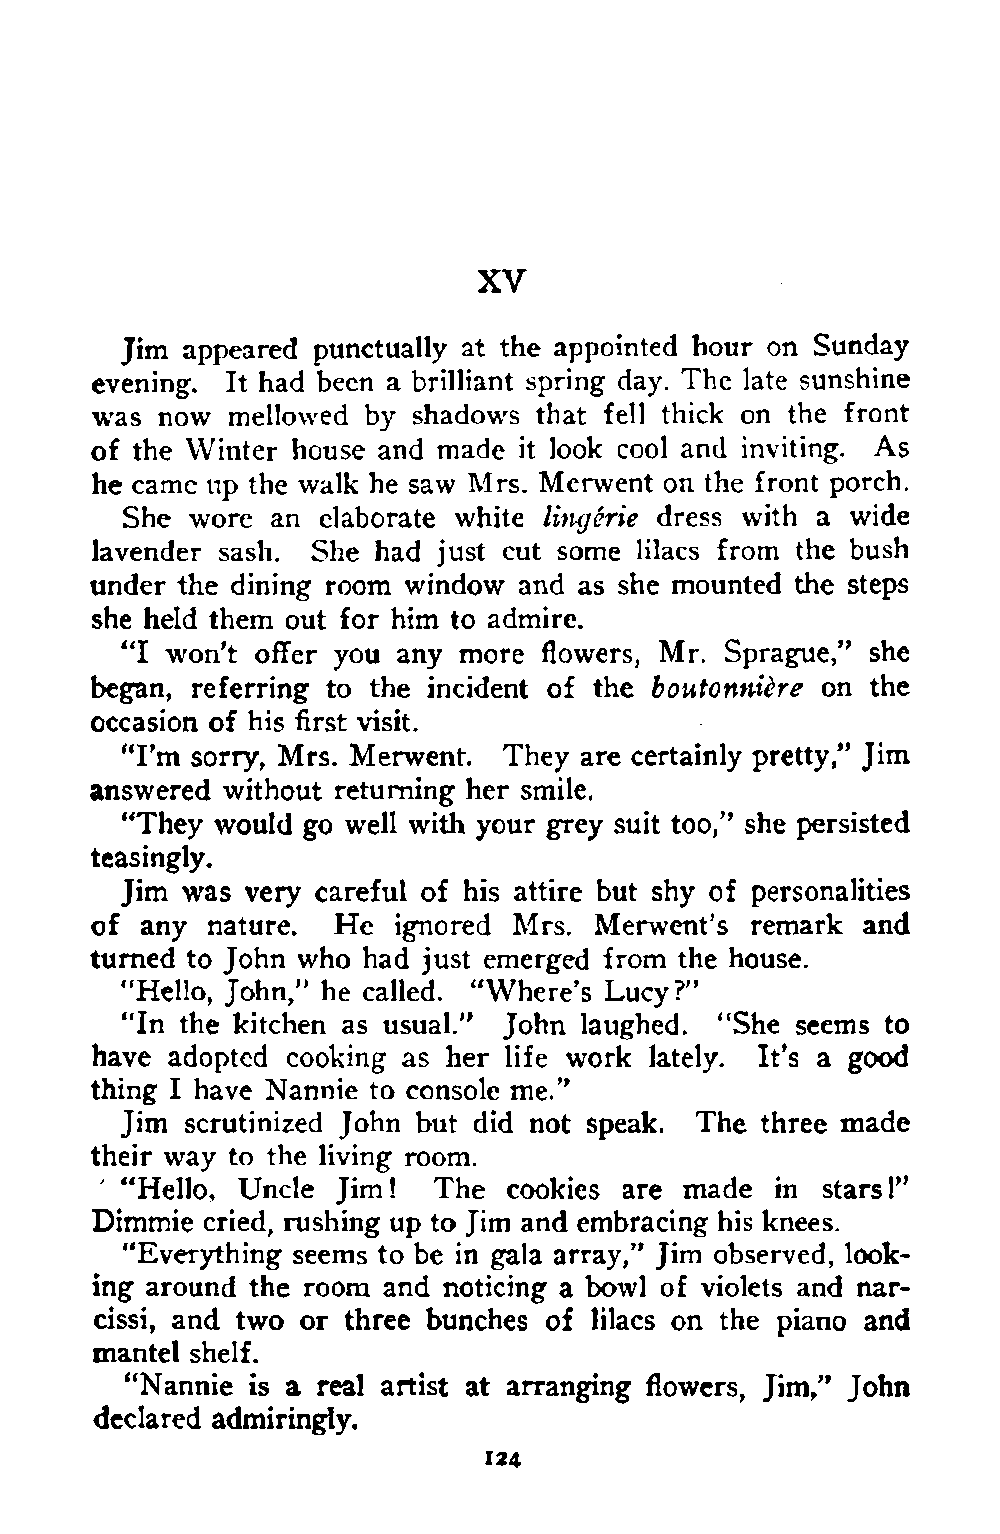 XV
Jim appeared punctually at the appointed hour on Sunday
evening. It had been a brilliant spring day. The late sunshine
was now mellowed by shadows that fell thick on the front
of the Winter house and made it look cool and inviting. As
he came up the walk he saw Mrs. Merwent on the front porch.
She wore an elaborate white lingérie dress with a wide
lavender sash. She had just cut some lilacs from the bush
under the dining room window and as she mounted the steps
she held them out for him to admire.
"I won't offer you any more flowers, Mr. Sprague," she
began, referring to the incident of the boutonnière on the
occasion of his first visit.
"I'm sorry, Mrs. Merwent. They are certainly pretty," Jim
answered without returning her smile.
"They would go well with your grey suit too," she persisted
teasingly.
Jim was very careful of his attire but shy of personalities
of any nature. He ignored Mrs. Merwent's remark and
turned to John who had just emerged from the house.
"Hello, John," he called. "Where's Lucy?"
"In the kitchen as usual." John laughed. "She seems to
have adopted cooking as her life work lately. It's a good
thing I have Nannie to console me."
Jim scrutinized John but did not speak. The three made
their way to the living room.
"Hello, Uncle Jim! The cookies are made in stars!"
Dimmie cried, rushing up to Jim and embracing his knees.
"Everything seems to be in gala array," Jim observed, look-
ing around the room and noticing a bowl of violets and nar-
cissi, and two or three bunches of lilacs on the piano and
mantel shelf.
"Nannie is a real artist at arranging flowers, Jim," John
declared admiringly.
124